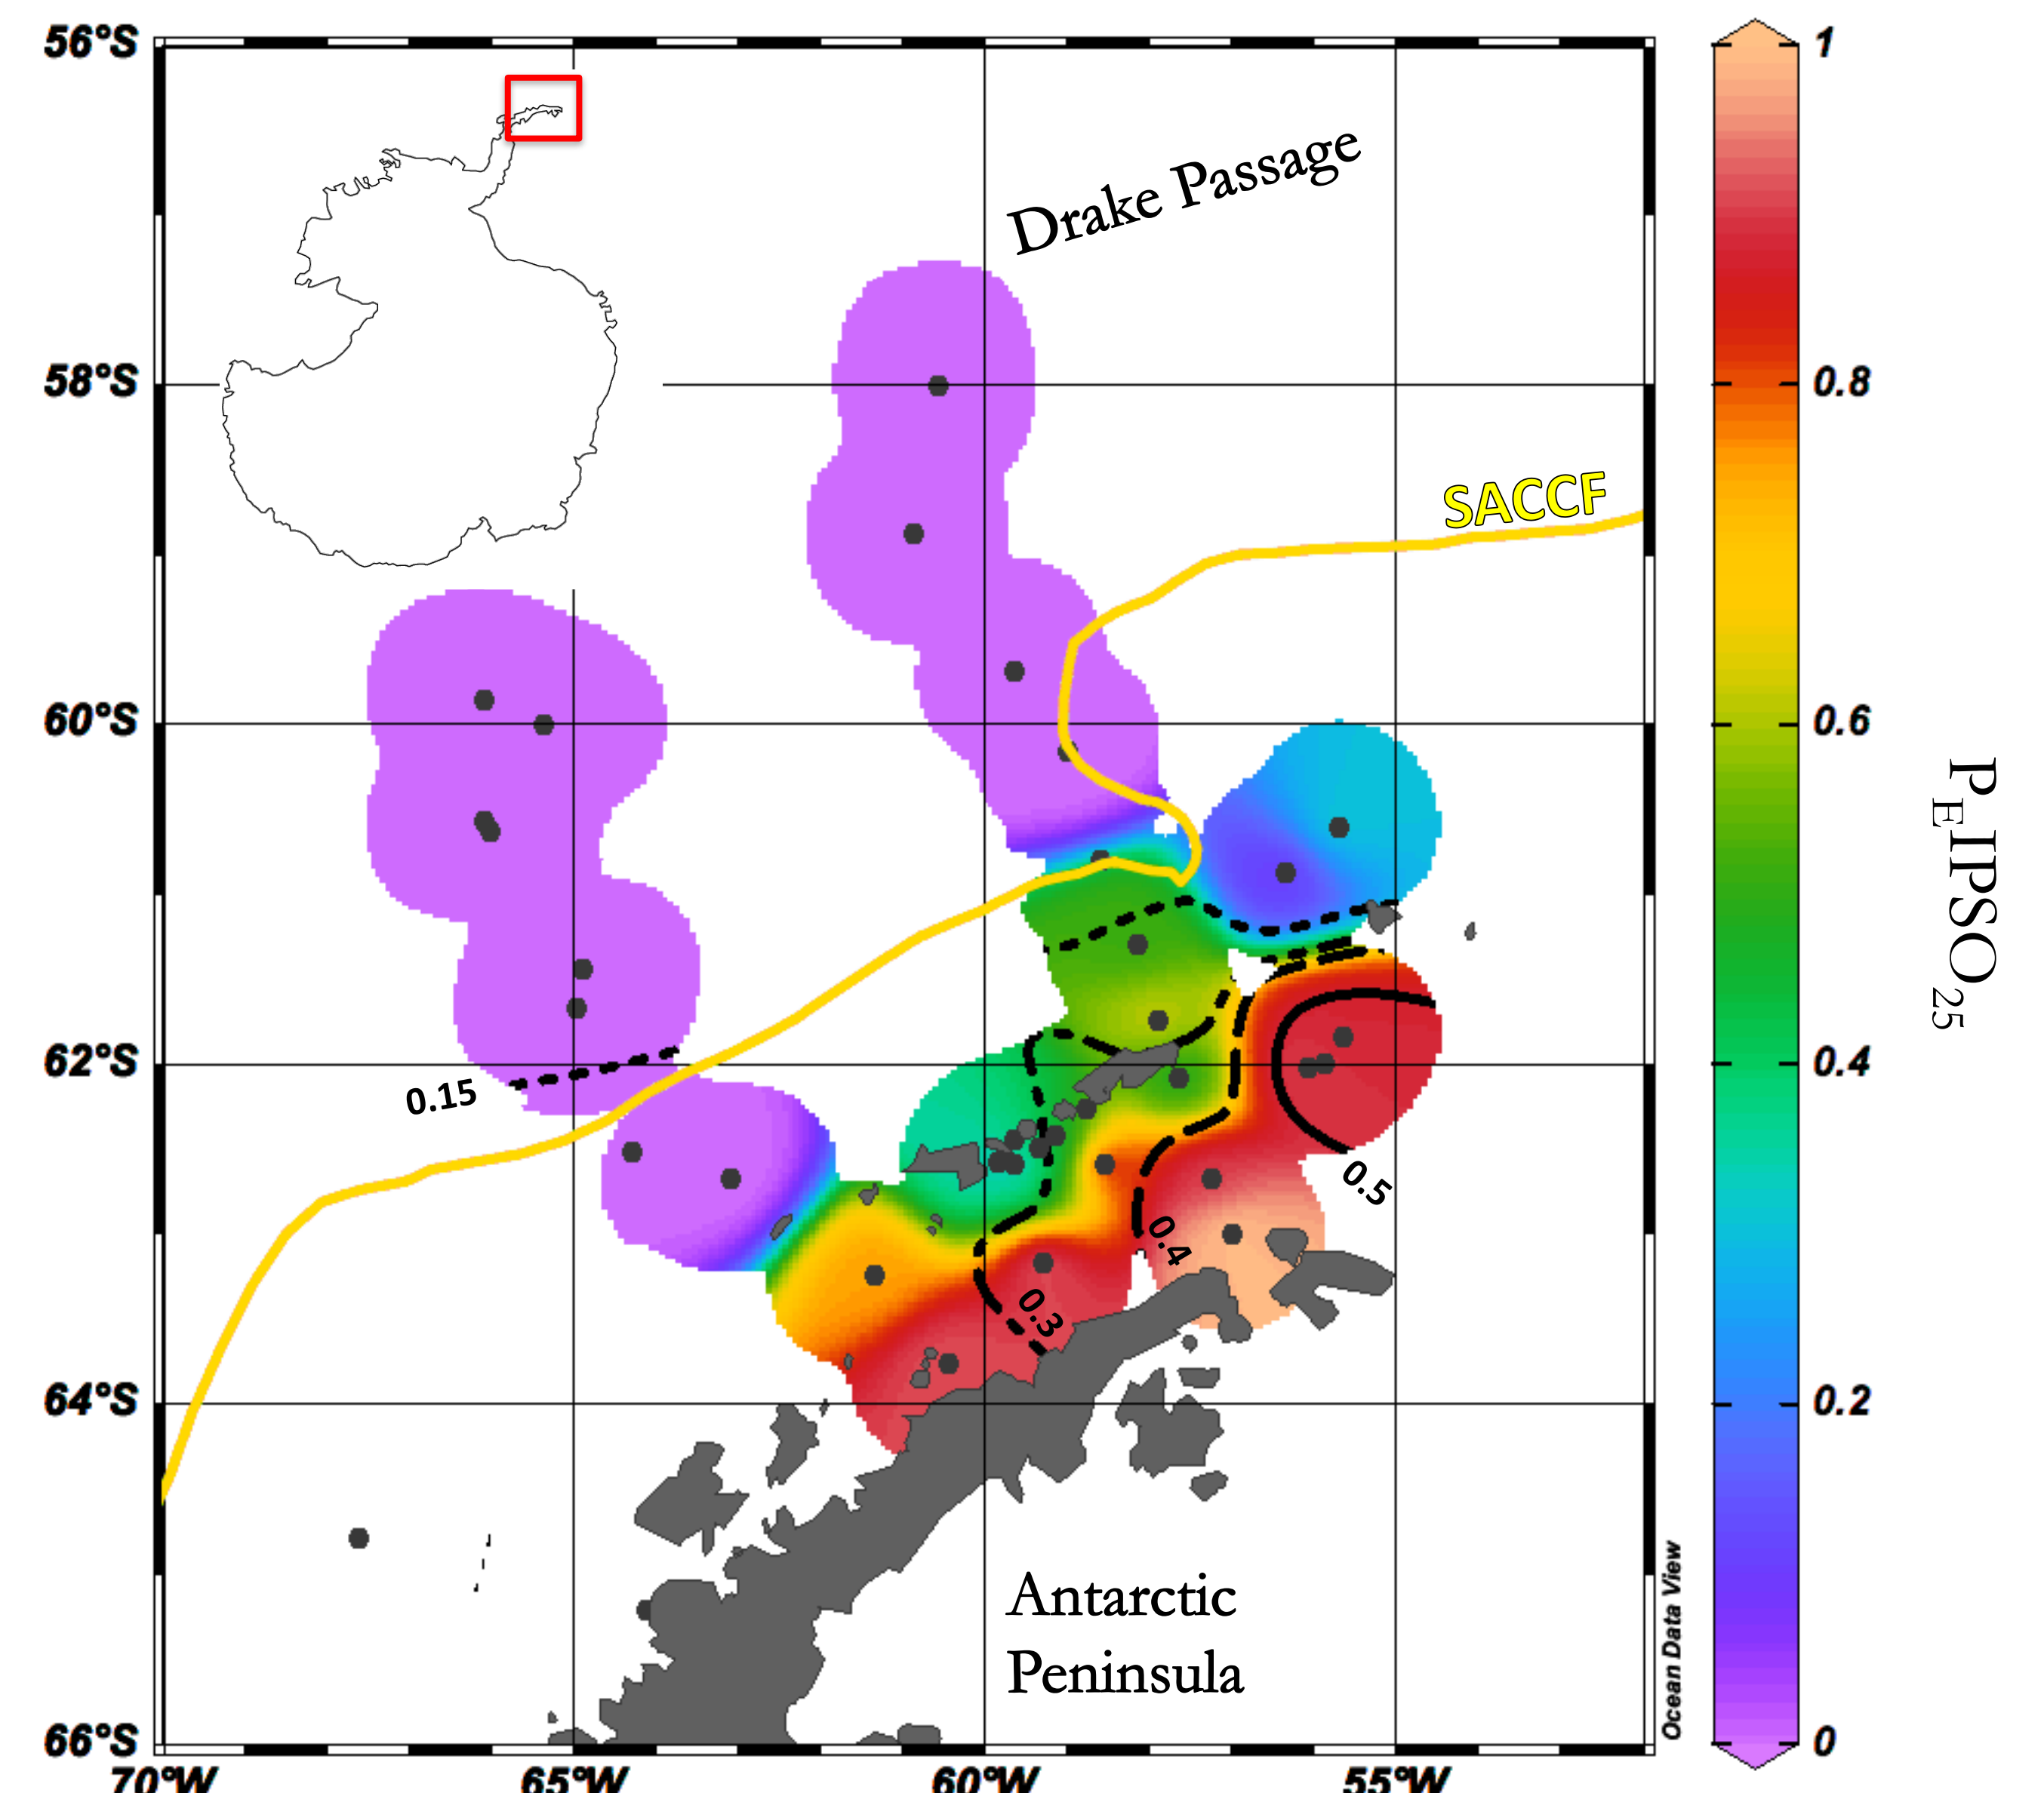 56°S
58°S
60°S
62°S
64°S
66°S
70°W
65°W
60°W
55°W
Drake Passage
SACCF
0.15
0.5
0.4
0.3
Antarctic
Peninsula
Ocean Data View
1
0.8
0.6
0.4
0.2
0
PEIPSO25